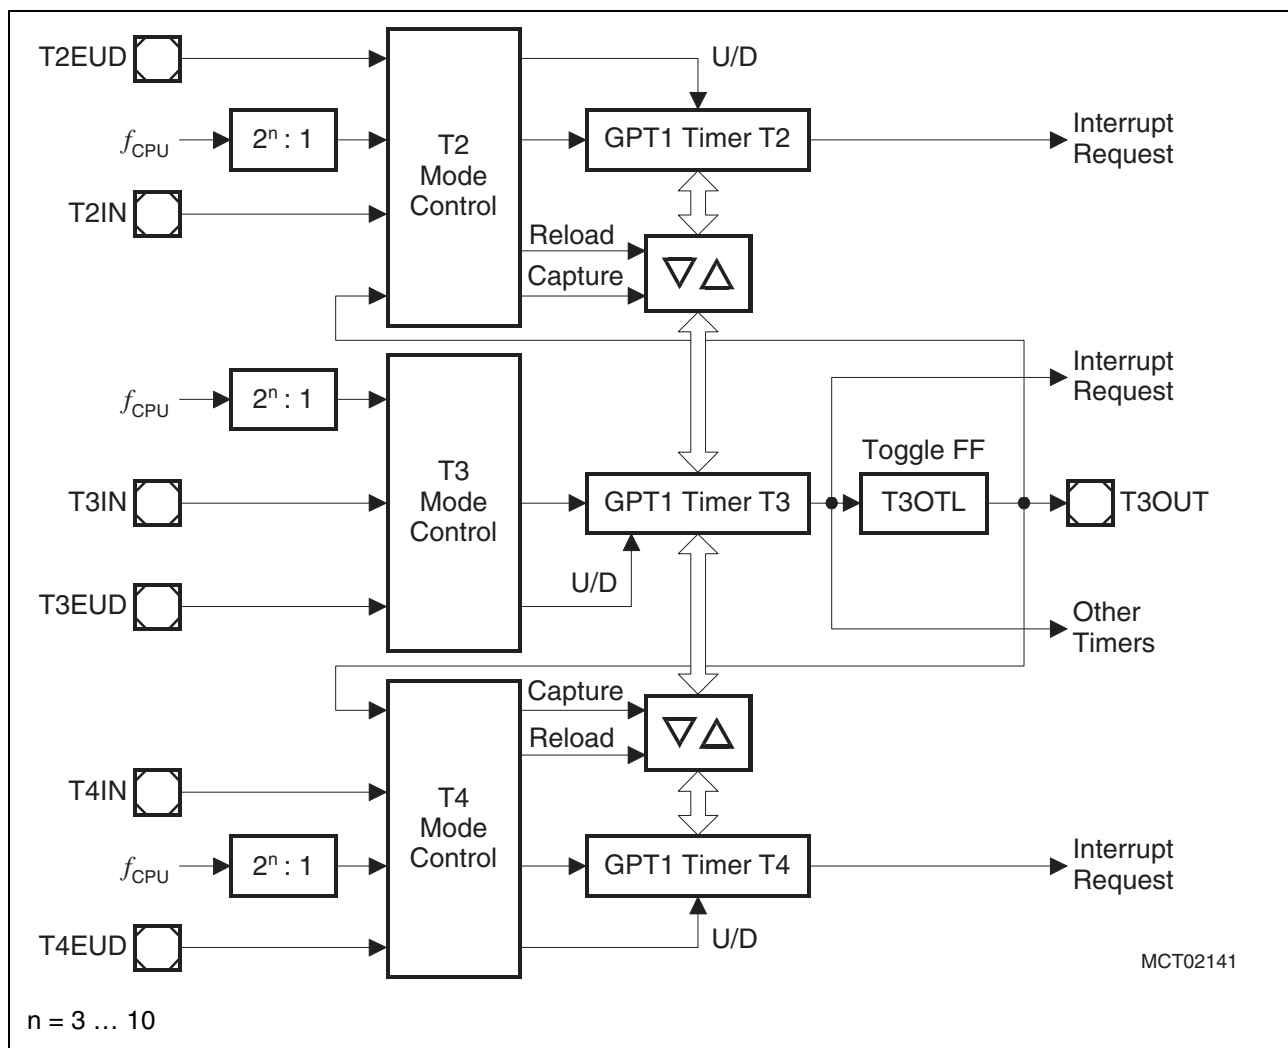 T2EUD
U/D
fCPU
2ⁿ : 1
T2
Mode
Control
GPT1 Timer T2
Interrupt
Request
T2IN
Reload
Capture
fCPU
2ⁿ : 1
Interrupt
Request
Toggle FF
T3IN
T3
Mode
Control
GPT1 Timer T3
T3OTL
T3OUT
T3EUD
U/D
Other
Timers
Capture
Reload
T4IN
T4
Mode
Control
fCPU
2ⁿ : 1
GPT1 Timer T4
Interrupt
Request
T4EUD
U/D
MCT02141
n = 3 … 10